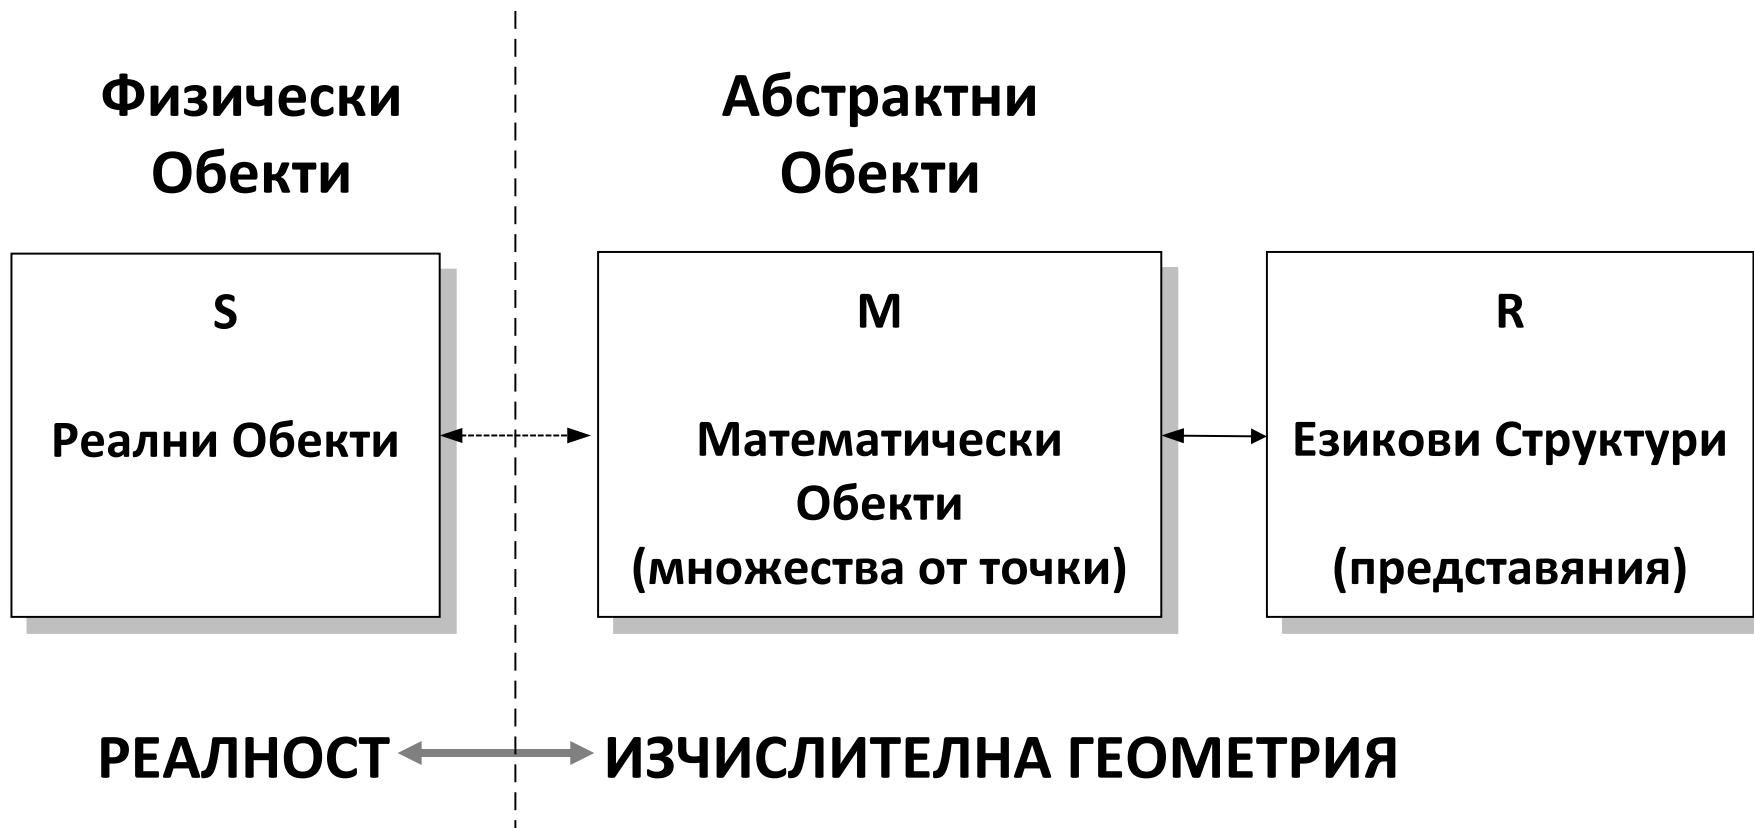 Физически
Обекти
Абстрактни
Обекти
S
Реални Обекти
M
Математически
Обекти
(множества от точки)
R
Езикови Структури
(представяния)
РЕАЛНОСТ
ИЗЧИСЛИТЕЛНА ГЕОМЕТРИЯ